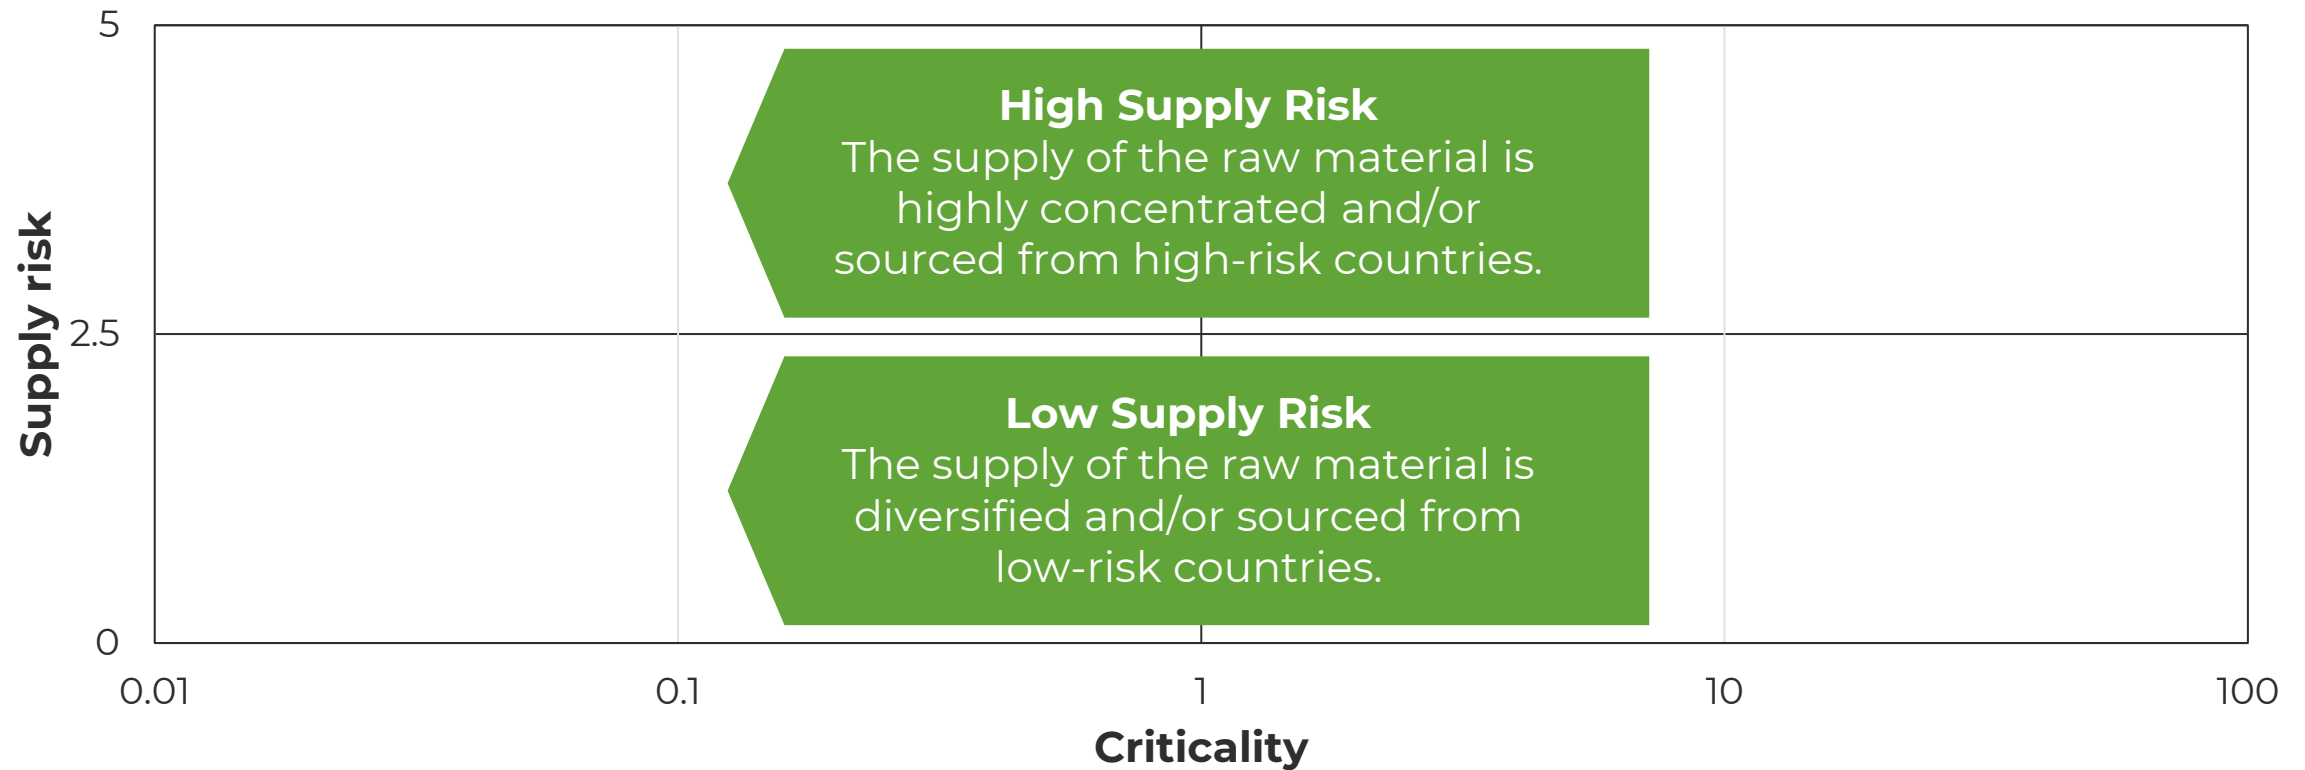 5
High Supply Risk
The supply of the raw material is
highly concentrated and/or
sourced from high-risk countries.
Supply risk
2.5
Low Supply Risk
The supply of the raw material is
diversified and/or sourced from
low-risk countries.
0
0.01
0.1
1
10
100
Criticality